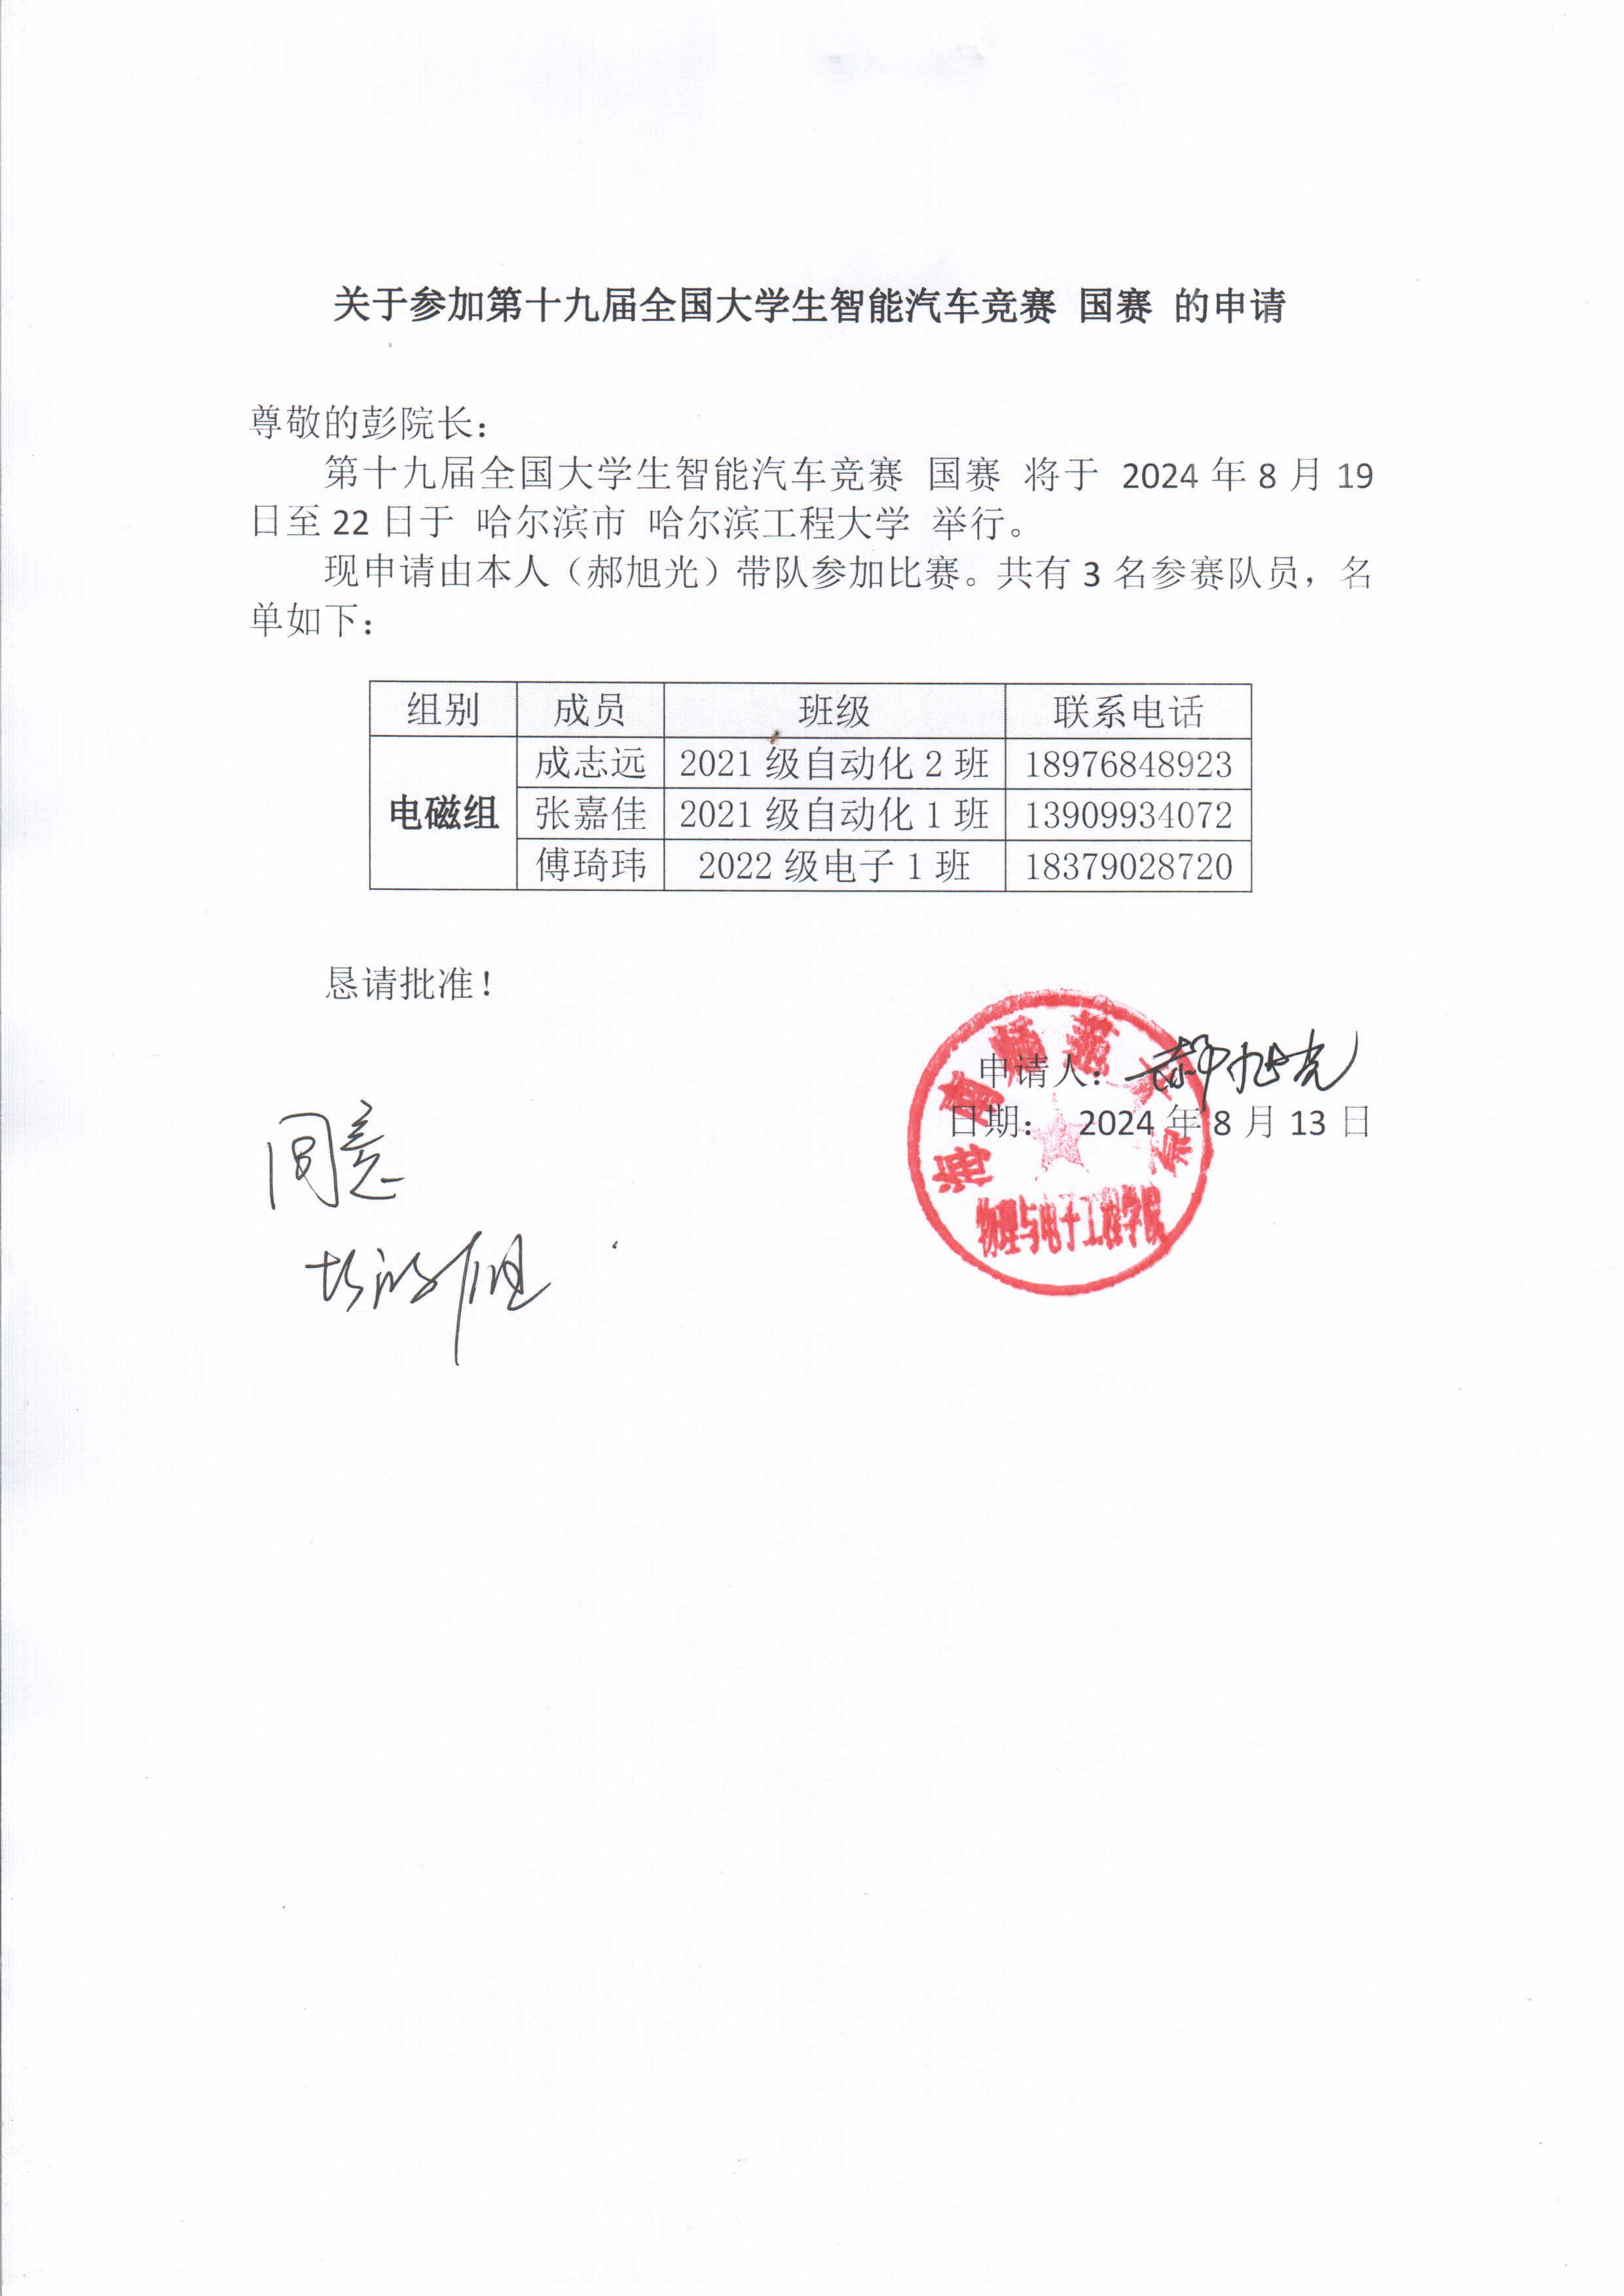 关于参加第十九届全国大学生智能汽车竞赛 国赛 的申请
尊敬的彭院长：
第十九届全国大学生智能汽车竞赛 国赛 将于 2024 年 8 月 19
日至 22 日于 哈尔滨市 哈尔滨工程大学 举行。
现申请由本人（郝旭光）带队参加比赛。共有 3 名参赛队员，名
单如下：
组别 成员 班级 联系电话
电磁组
成志远 2021 级自动化 2 班 18976848923
张嘉佳 2021 级自动化 1 班 13909934072
傅琦玮 2022 级电子 1 班 18379028720
恳请批准！
申请人：郝旭光
日期： 2024 年 8 月 13 日
同意
海南师范大学
物理与电子工程学院